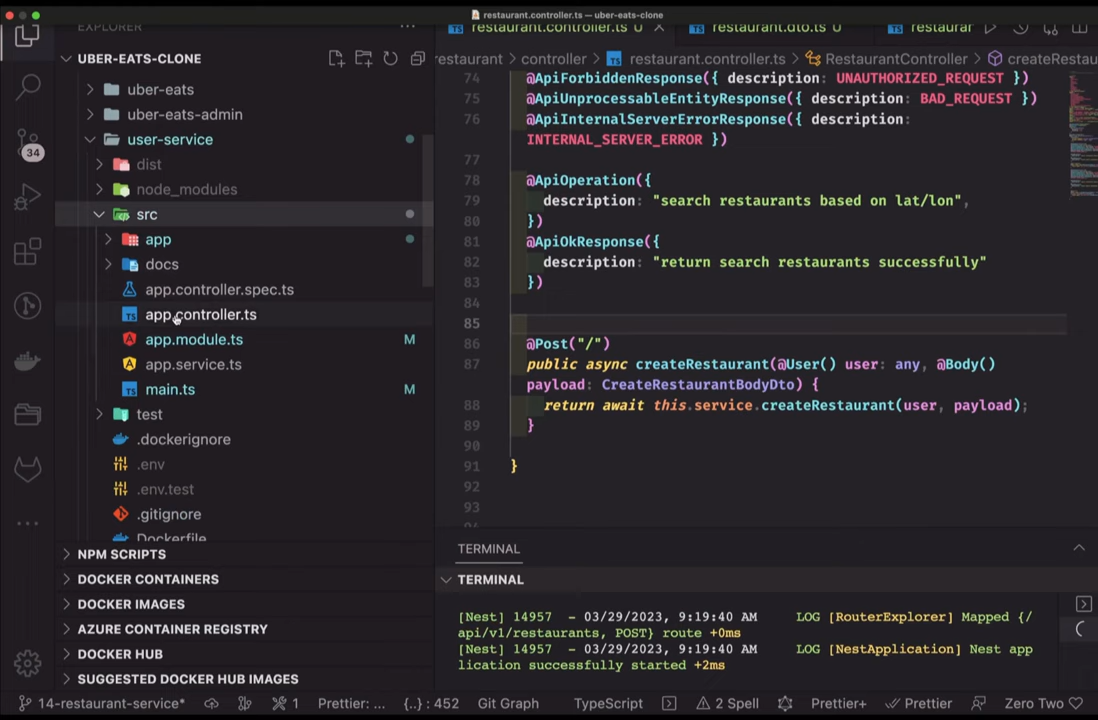 restaurant.controller.ts — uber-eats-clone
EXPLORER
restaurant.controller.ts U
restaurant.dto.ts U
restaurar
UBER-EATS-CLONE
restaurant > controller > restaurant.controller.ts > RestaurantController > createRestau
uber-eats
uber-eats-admin
user-service
dist
node_modules
src
app
docs
app.controller.spec.ts
app.controller.ts
app.module.ts M
app.service.ts
main.ts M
test
.dockerignore
.env
.env.test
.gitignore
Dockerfile
34
NPM SCRIPTS
DOCKER CONTAINERS
DOCKER IMAGES
AZURE CONTAINER REGISTRY
DOCKER HUB
SUGGESTED DOCKER HUB IMAGES
74 @ApiForbiddenResponse({ description: UNAUTHORIZED_REQUEST })
75 @ApiUnprocessableEntityResponse({ description: BAD_REQUEST })
76 @ApiInternalServerErrorResponse({ description:
INTERNAL_SERVER_ERROR })
77
78 @ApiOperation({
79 description: "search restaurants based on lat/lon",
80 })
81 @ApiOkResponse({
82 description: "return search restaurants successfully"
83 })
84
85
86 @Post("/")
87 public async createRestaurant(@User() user: any, @Body()
payload: CreateRestaurantBodyDto) {
88 return await this.service.createRestaurant(user, payload);
89 }
90
91 }
92
93
94
TERMINAL
TERMINAL
[Nest] 14957 - 03/29/2023, 9:19:40 AM LOG [RouterExplorer] Mapped {/
api/v1/restaurants, POST} route +0ms
[Nest] 14957 - 03/29/2023, 9:19:40 AM LOG [NestApplication] Nest app
lication successfully started +2ms
14-restaurant-service* 1 Prettier: ... {..} : 452 Git Graph TypeScript 2 Spell Prettier+ Prettier Zero Two